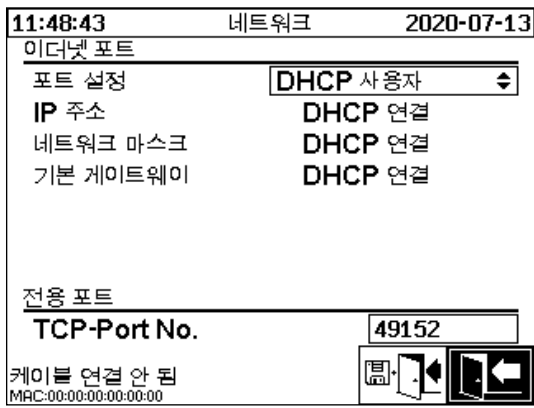 11:48:43 네트워크 2020-07-13
이더넷 포트
포트 설정 DHCP 사용자
IP 주소 DHCP 연결
네트워크 마스크 DHCP 연결
기본 게이트웨이 DHCP 연결
전용 포트
TCP-Port No. 49152
케이블 연결 안 됨
MAC:00:00:00:00:00:00